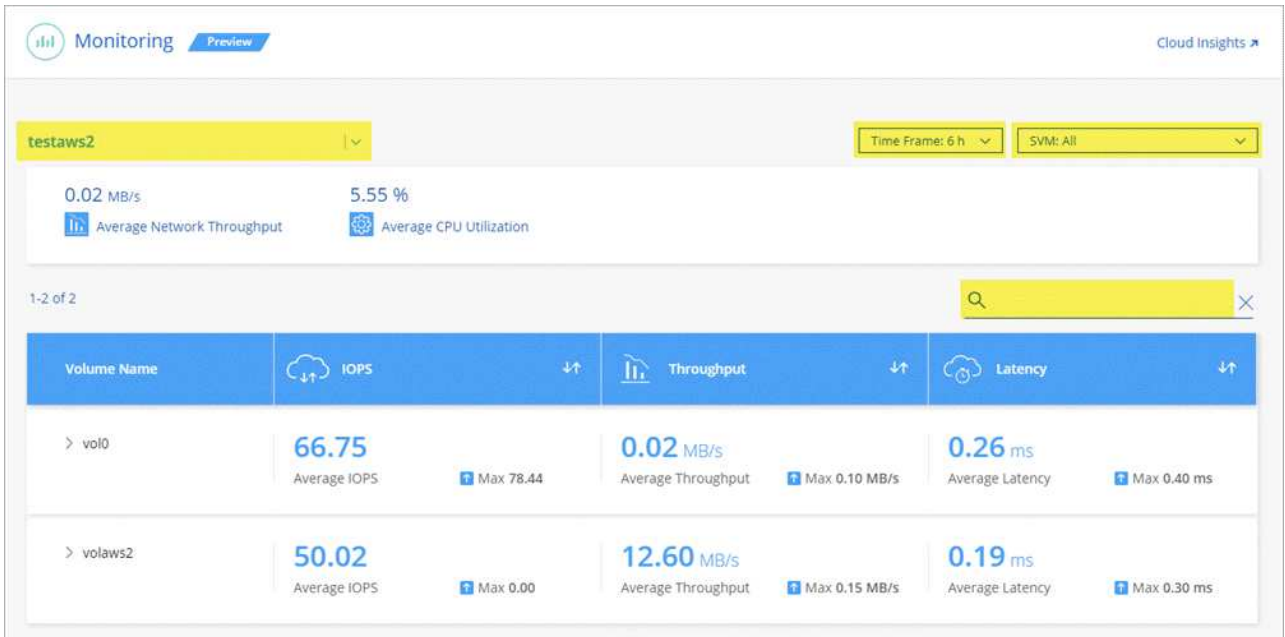 Monitoring Preview Cloud Insights
testaws2 Time Frame: 6 h SVM: All
0.02 MB/s 5.55 %
Average Network Throughput Average CPU Utilization
1-2 of 2
Volume Name IOPS Throughput Latency
vol0 66.75 0.02 MB/s 0.26 ms
Average IOPS Max 78.44 Average Throughput Max 0.10 MB/s Average Latency Max 0.40 ms
volaws2 50.02 12.60 MB/s 0.19 ms
Average IOPS Max 0.00 Average Throughput Max 0.15 MB/s Average Latency Max 0.30 ms